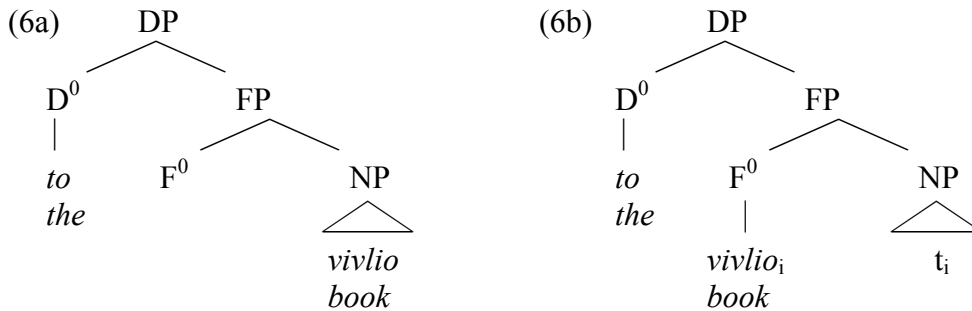 (6a) DP (6b) DP
D⁰ FP D⁰ FP
to F⁰ NP to F⁰ NP
the the
vivlio vivlioᵢ tᵢ
book book